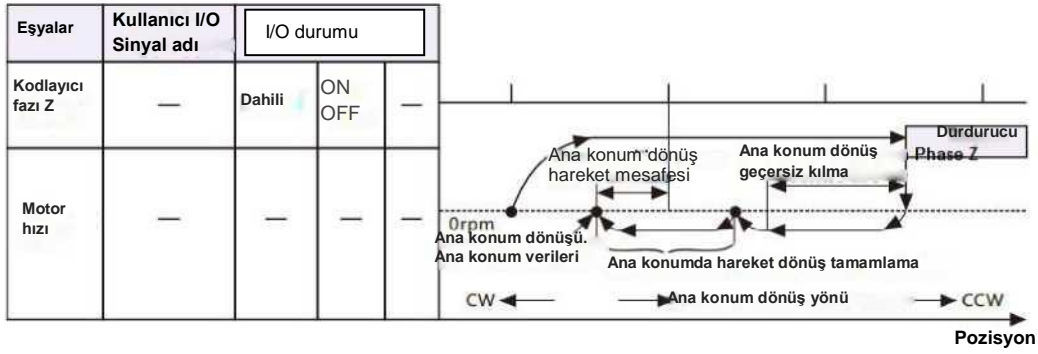 Eşyalar
Kullanıcı I/O
Sinyal adı
I/O durumu
Kodlayıcı
fazı Z
—
Dahili
ON
OFF
—
Durdurucu
Phase Z
Ana konum dönüş
hareket mesafesi
Ana konum dönüş
geçersiz kılma
Motor
hızı
—
—
—
—
0rpm
Ana konum dönüşü.
Ana konum verileri
Ana konumda hareket dönüş tamamlama
CW
Ana konum dönüş yönü
CCW
Pozisyon